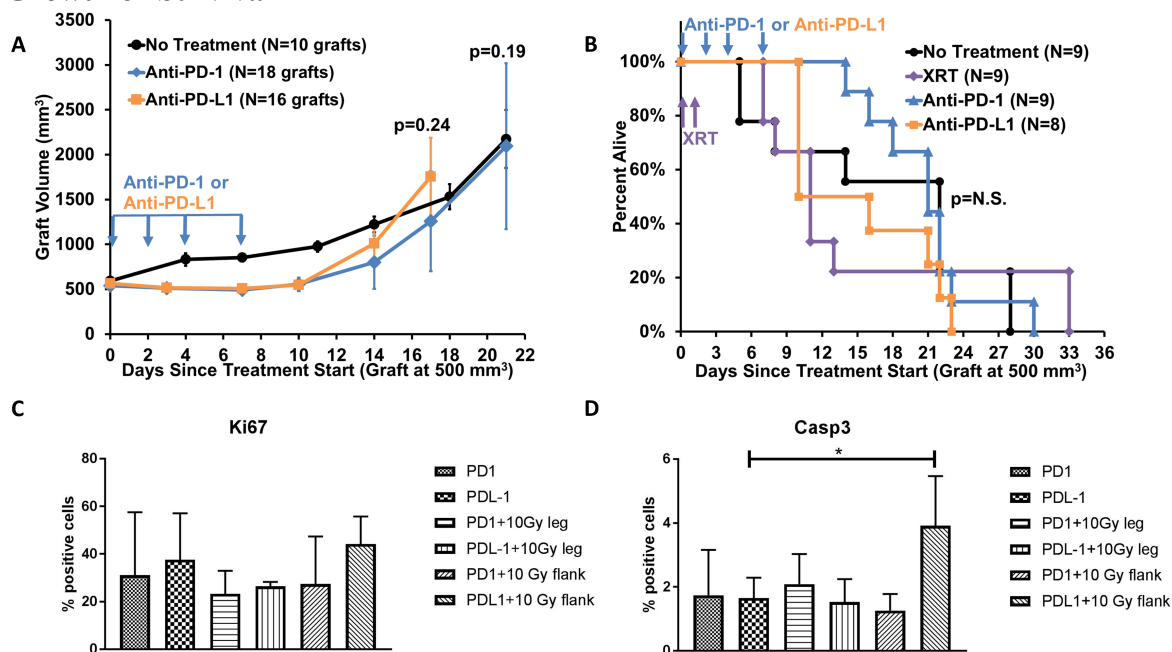 A
Graft Volume (mm³)
3500
3000
2500
2000
1500
1000
500
0
No Treatment (N=10 grafts)
Anti-PD-1 (N=18 grafts)
Anti-PD-L1 (N=16 grafts)
p=0.19
p=0.24
Anti-PD-1 or
Anti-PD-L1
0 2 4 6 8 10 12 14 16 18 20 22
Days Since Treatment Start (Graft at 500 mm³)
B
Percent Alive
Anti-PD-1 or Anti-PD-L1
100%
80%
60%
40%
20%
0%
XRT
No Treatment (N=9)
XRT (N=9)
Anti-PD-1 (N=9)
Anti-PD-L1 (N=8)
p=N.S.
0 3 6 9 12 15 18 21 24 27 30 33 36
Days Since Treatment Start (Graft at 500 mm³)
C
Ki67
% positive cells
80
60
40
20
0
PD1
PDL-1
PD1+10Gy leg
PDL-1+10Gy leg
PD1+10 Gy flank
PDL1+10 Gy flank
D
Casp3
% positive cells
6
4
2
0
*
PD1
PDL-1
PD1+10Gy leg
PDL-1+10Gy leg
PD1+10 Gy flank
PDL1+10 Gy flank